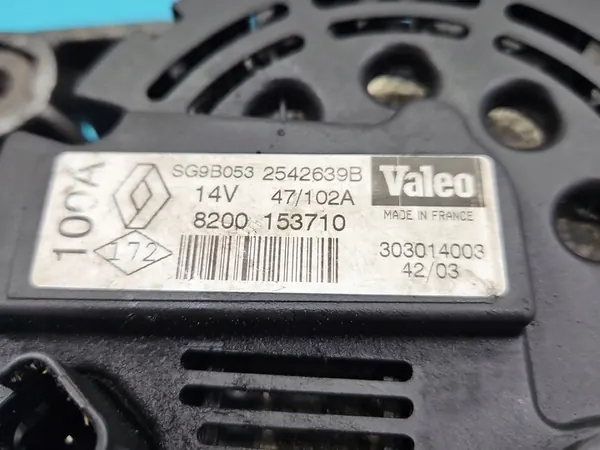 100A
172
SG9B053 2542639B
14V 47/102A
8200 153710
Valeo
MADE IN FRANCE
303014003
42/03